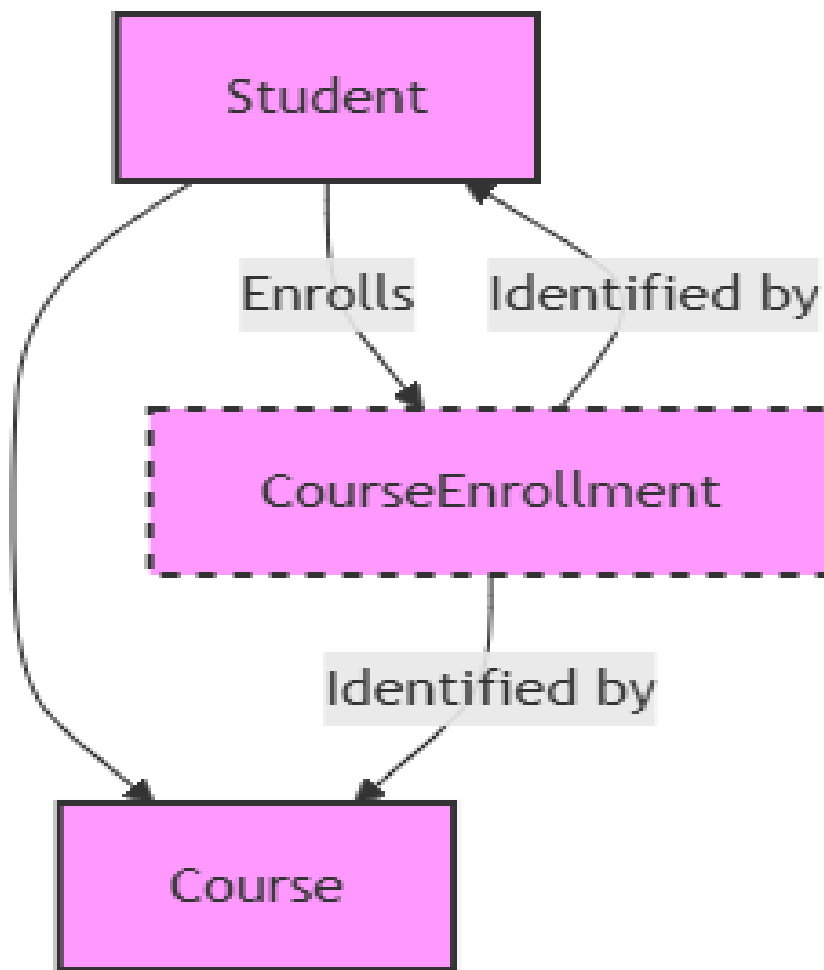 Student
Enrolls
Identified by
CourseEnrollment
Identified by
Course